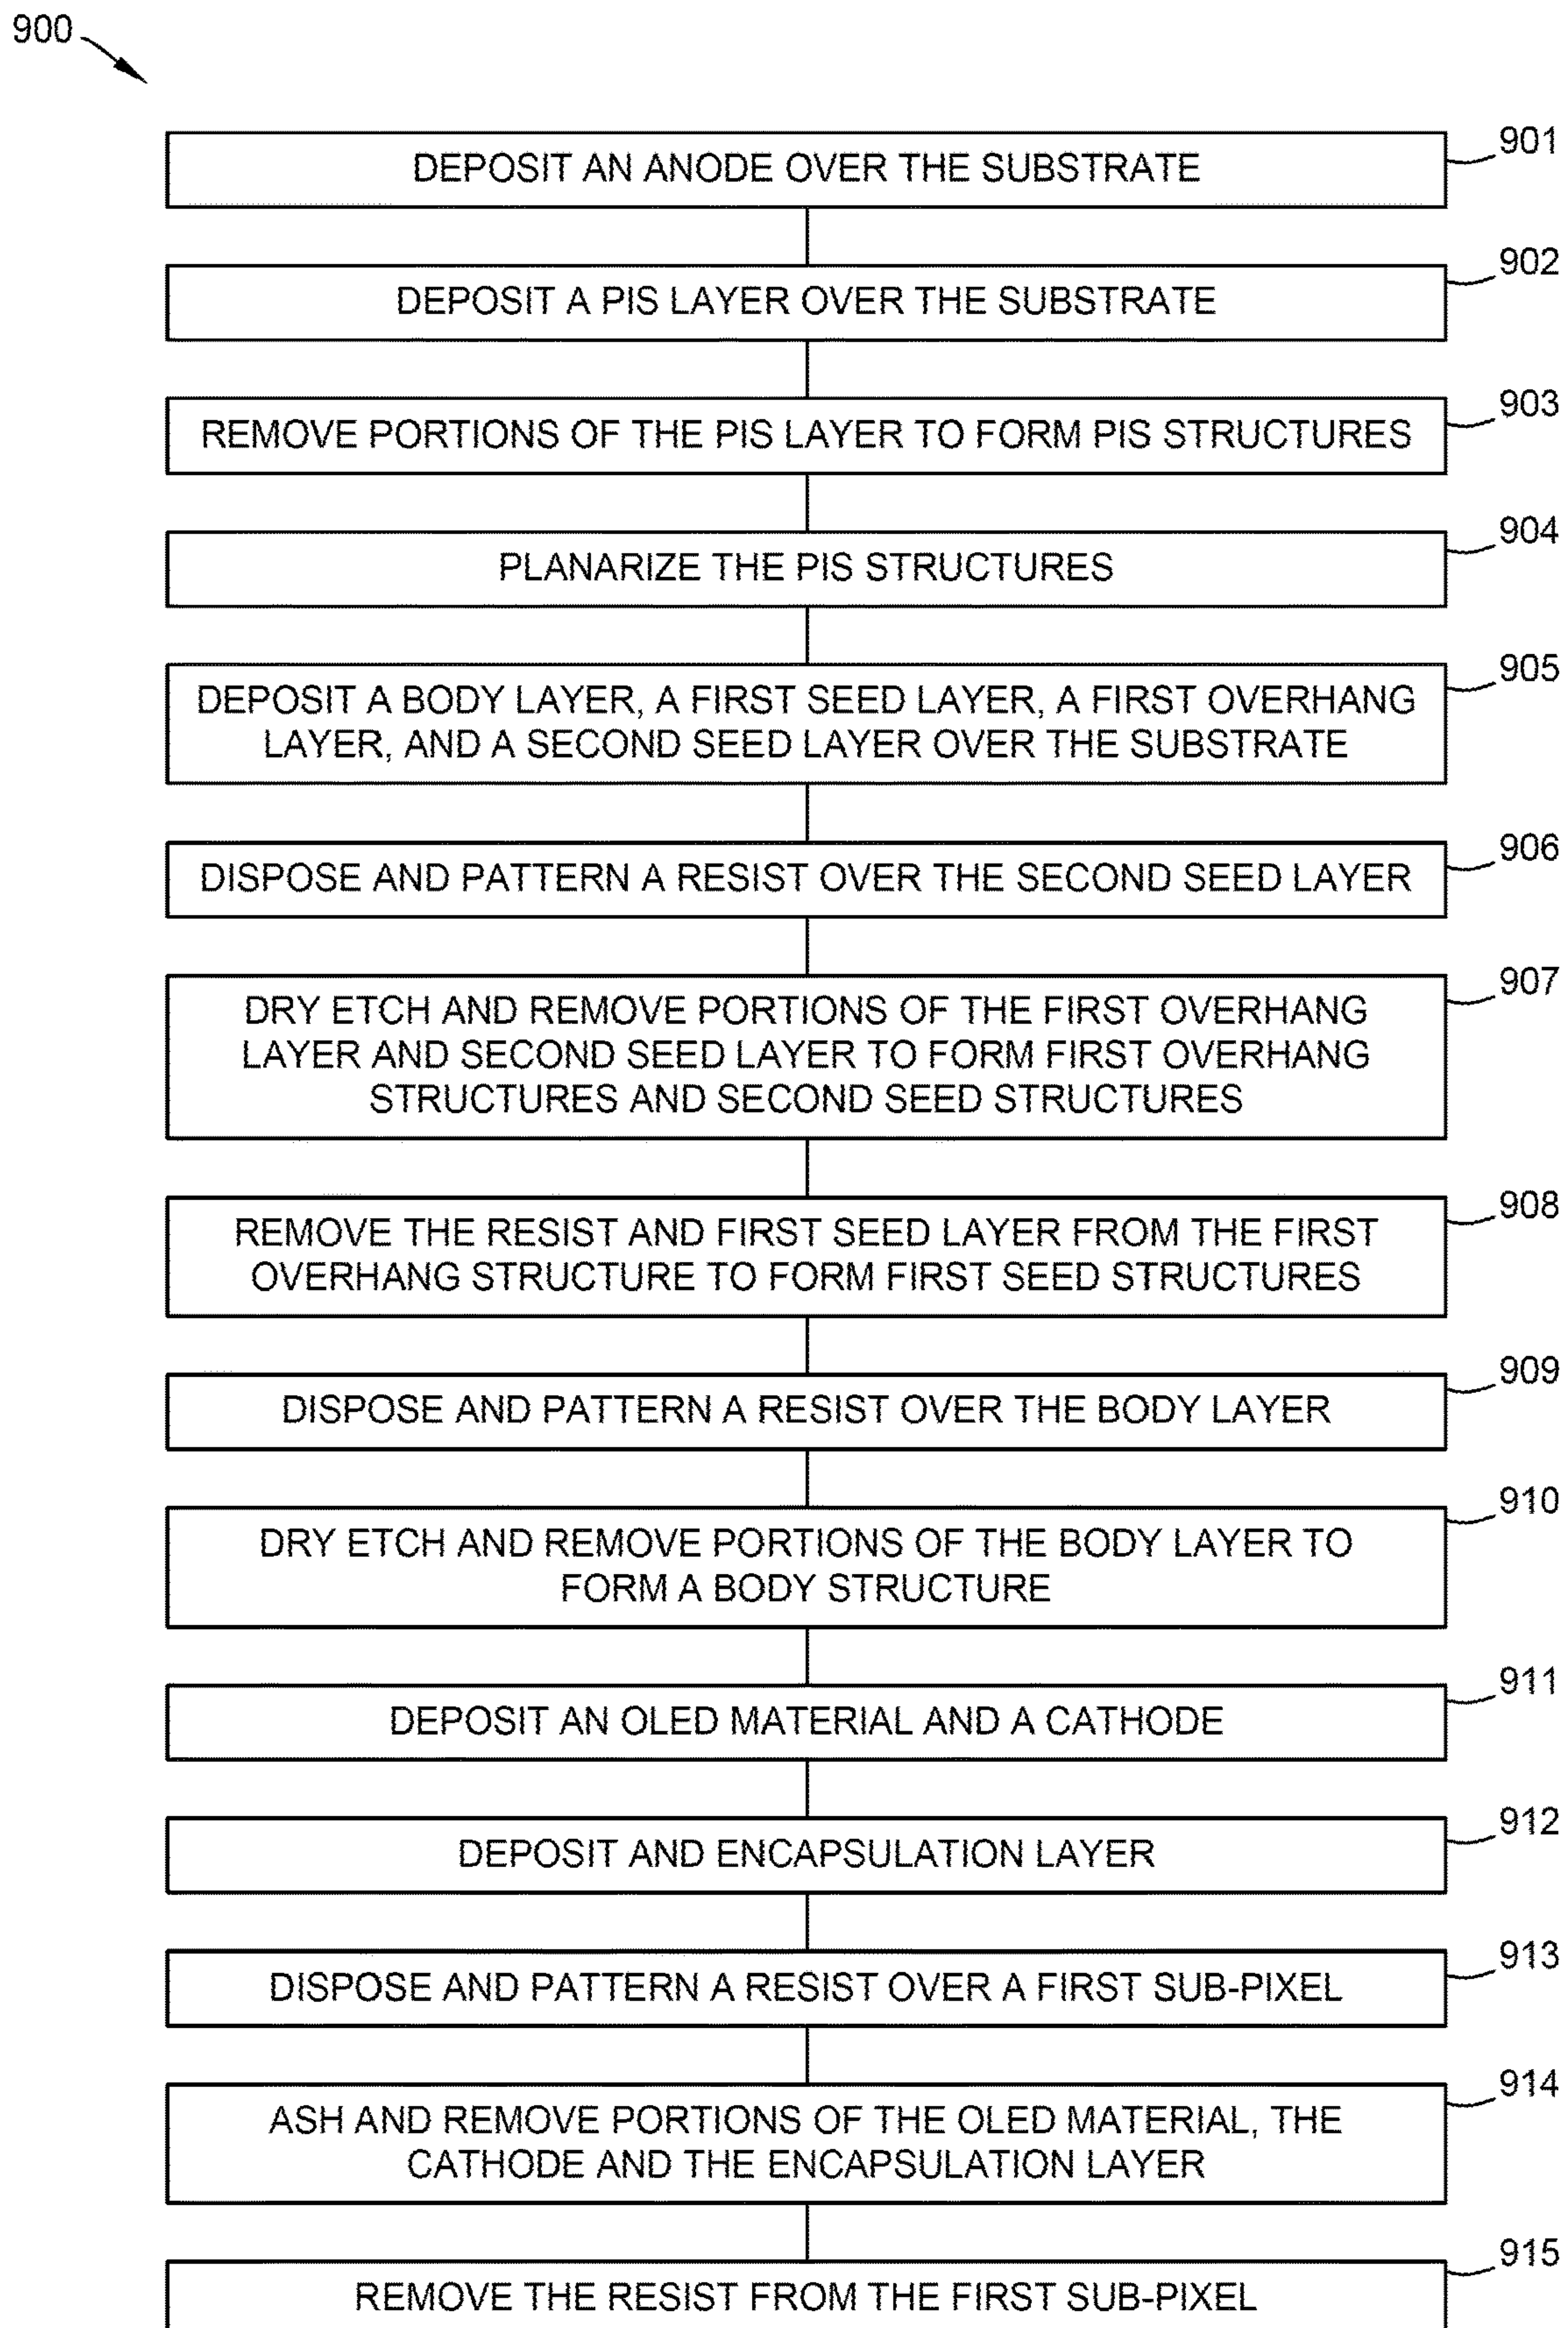 900
901
DEPOSIT AN ANODE OVER THE SUBSTRATE
902
DEPOSIT A PIS LAYER OVER THE SUBSTRATE
903
REMOVE PORTIONS OF THE PIS LAYER TO FORM PIS STRUCTURES
904
PLANARIZE THE PIS STRUCTURES
905
DEPOSIT A BODY LAYER, A FIRST SEED LAYER, A FIRST OVERHANG
LAYER, AND A SECOND SEED LAYER OVER THE SUBSTRATE
906
DISPOSE AND PATTERN A RESIST OVER THE SECOND SEED LAYER
907
DRY ETCH AND REMOVE PORTIONS OF THE FIRST OVERHANG
LAYER AND SECOND SEED LAYER TO FORM FIRST OVERHANG
STRUCTURES AND SECOND SEED STRUCTURES
908
REMOVE THE RESIST AND FIRST SEED LAYER FROM THE FIRST
OVERHANG STRUCTURE TO FORM FIRST SEED STRUCTURES
909
DISPOSE AND PATTERN A RESIST OVER THE BODY LAYER
910
DRY ETCH AND REMOVE PORTIONS OF THE BODY LAYER TO
FORM A BODY STRUCTURE
911
DEPOSIT AN OLED MATERIAL AND A CATHODE
912
DEPOSIT AND ENCAPSULATION LAYER
913
DISPOSE AND PATTERN A RESIST OVER A FIRST SUB-PIXEL
914
ASH AND REMOVE PORTIONS OF THE OLED MATERIAL, THE
CATHODE AND THE ENCAPSULATION LAYER
915
REMOVE THE RESIST FROM THE FIRST SUB-PIXEL